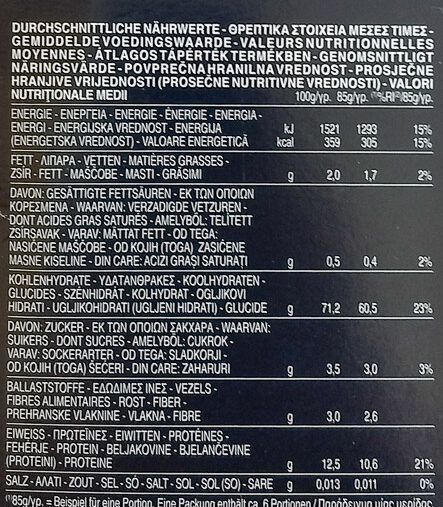 DURCHSCHNITTLICHE NÄHRWERTE - ΘΡΕΠΤΙΚΑ ΣΤΟΙΧΕΙΑ ΜΕΣΕΣ ΤΙΜΕΣ -
GEMIDDELDE VOEDINGSWAARDE - VALEURS NUTRITIONNELLES
MOYENNES - ÁTLAGOS TÁPÉRTÉK TERMÉKBEN - GENOMSNITTLIGT
NÄRINGSVÄRDE - POVPREČNA HRANILNA VREDNOST - PROSJEČNE
HRANJIVE VRIJEDNOSTI (PROSEČNE NUTRITIVNE VREDNOSTI) - VALORI
NUTRIȚIONALE MEDII
100g/γρ. 85g/γρ. (1)%RI(2)/85g/γρ.
ENERGIE - ΕΝΕΡΓΕΙΑ - ENERGIE - ÉNERGIE - ENERGIA -
ENERGI - ENERGIJSKA VREDNOST - ENERGIJA kJ 1521 1293 15%
(ENERGETSKA VREDNOST) - VALOARE ENERGETICĂ kcal 359 305 15%
FETT - ΛΙΠΑΡΑ - VETTEN - MATIÈRES GRASSES -
ZSÍR - FETT - MAŠČOBE - MASTI - GRĂSIMI g 2,0 1,7 2%
DAVON: GESÄTTIGTE FETTSÄUREN - ΕΚ ΤΩΝ ΟΠΟΙΩΝ
ΚΟΡΕΣΜΕΝΑ - WAARVAN: VERZADIGDE VETZUREN -
DONT ACIDES GRAS SATURÉS - AMELYBŐL: TELÍTETT
ZSÍRSAVAK - VARAV: MÄTTAT FETT - OD TEGA:
NASIČENE MAŠČOBE - OD KOJIH (TOGA) ZASIĆENE
MASNE KISELINE - DIN CARE: ACIZI GRAȘI SATURAȚI g 0,5 0,4 2%
KOHLENHYDRATE - ΥΔΑΤΑΝΘΡΑΚΕΣ - KOOLHYDRATEN -
GLUCIDES - SZÉNHIDRÁT - KOLHYDRAT - OGLJIKOVI
HIDRATI - UGLJIKOHIDRATI (UGLJENI HIDRATI) - GLUCIDE g 71,2 60,5 23%
DAVON: ZUCKER - ΕΚ ΤΩΝ ΟΠΟΙΩΝ ΣΑΚΧΑΡΑ - WAARVAN:
SUIKERS - DONT SUCRES - AMELYBŐL: CUKROK -
VARAV: SOCKERARTER - OD TEGA: SLADKORJI -
OD KOJIH (TOGA) ŠEĆERI - DIN CARE: ZAHARURI g 3,5 3,0 3%
BALLASTSTOFFE - ΕΔΩΔΙΜΕΣ ΙΝΕΣ - VEZELS -
FIBRES ALIMENTAIRES - ROST - FIBER -
PREHRANSKE VLAKNINE - VLAKNA - FIBRE g 3,0 2,6
EIWEISS - ΠΡΩΤΕΪΝΕΣ - EIWITTEN - PROTÉINES -
FEHÉRJE - PROTEIN - BELJAKOVINE - BJELANČEVINE
(PROTEINI) - PROTEINE g 12,5 10,6 21%
SALZ - ΑΛΑΤΙ - ZOUT - SEL - SÓ - SALT - SOL - SOL (SO) - SARE g 0,013 0,011 0%
(1)85g/γρ. = Beispiel für eine Portion. Eine Packung enthält ca. 6 Portionen / Παράδειγμα μίας μερίδας.